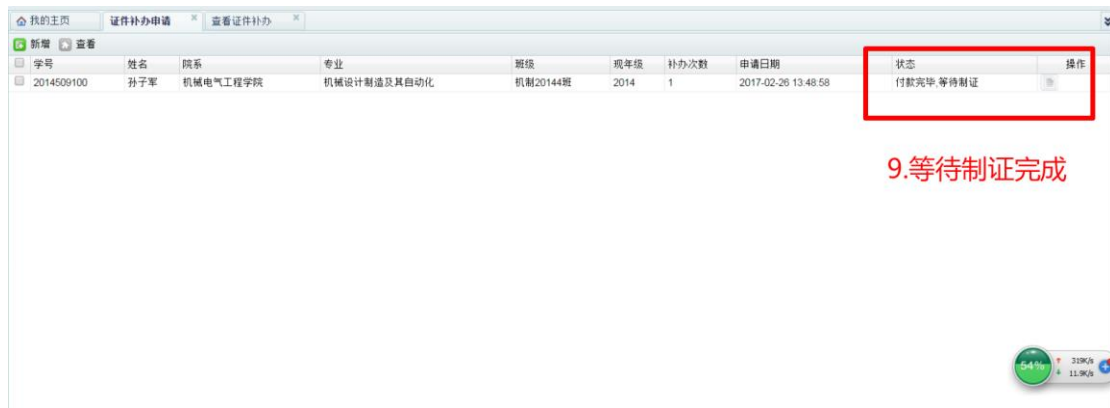 我的主页 证件补办申请 × 查看证件补办 ×
新增 查看
学号 姓名 院系 专业 班级 现年级 补办次数 申请日期 状态 操作
2014509100 孙子军 机械电气工程学院 机械设计制造及其自动化 机制20144班 2014 1 2017-02-26 13:48:58 付款完毕,等待制证
9.等待制证完成
54% 319K/s
11.9K/s